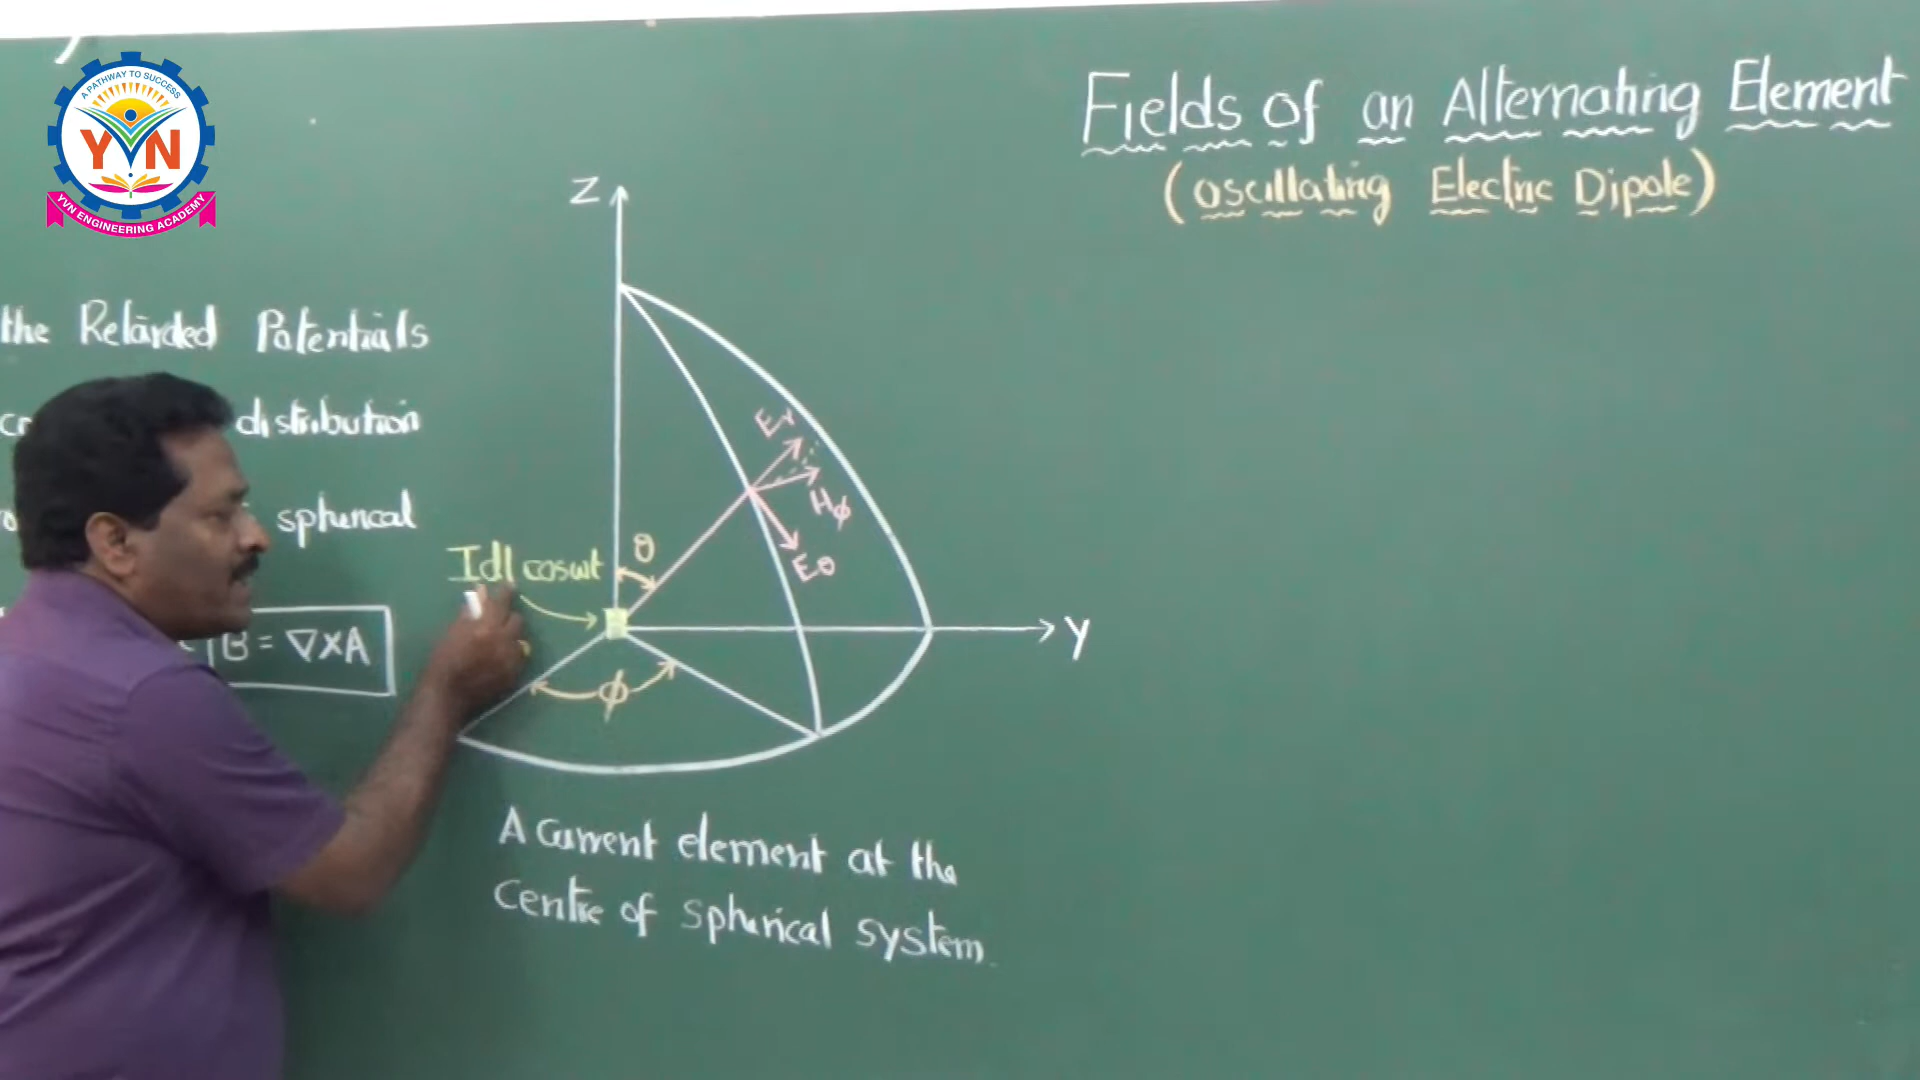 A PATHWAY TO SUCCESS
YVN
YVN ENGINEERING ACADEMY
Fields of an Alternating Element
(oscillating Electric Dipole)
Z
the Retarded Potentials
distribution
spherical
B = ∇XA
Idl cosωt
θ
Er
Hϕ
Eθ
Y
ϕ
A current element at the
centre of spherical system